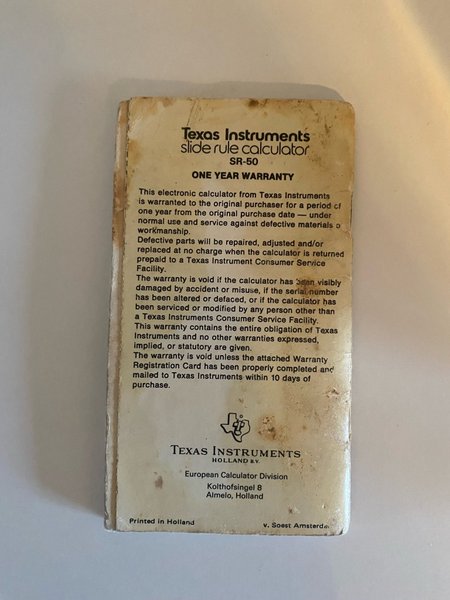 Texas Instruments
slide rule calculator
SR-50
ONE YEAR WARRANTY
This electronic calculator from Texas Instruments
is warranted to the original purchaser for a period of
one year from the original purchase date — under
normal use and service against defective materials o
workmanship.
Defective parts will be repaired, adjusted and/or
replaced at no charge when the calculator is returned
prepaid to a Texas Instrument Consumer Service
Facility.
The warranty is void if the calculator has been visibly
damaged by accident or misuse, if the serial number
has been altered or defaced, or if the calculator has
been serviced or modified by any person other than
a Texas Instruments Consumer Service Facility.
This warranty contains the entire obligation of Texas
Instruments and no other warranties expressed,
implied, or statutory are given.
The warranty is void unless the attached Warranty
Registration Card has been properly completed and
mailed to Texas Instruments within 10 days of
purchase.
TEXAS INSTRUMENTS
HOLLAND B.V.
European Calculator Division
Kolthofsingel 8
Almelo, Holland
Printed in Holland
v. Soest Amsterda